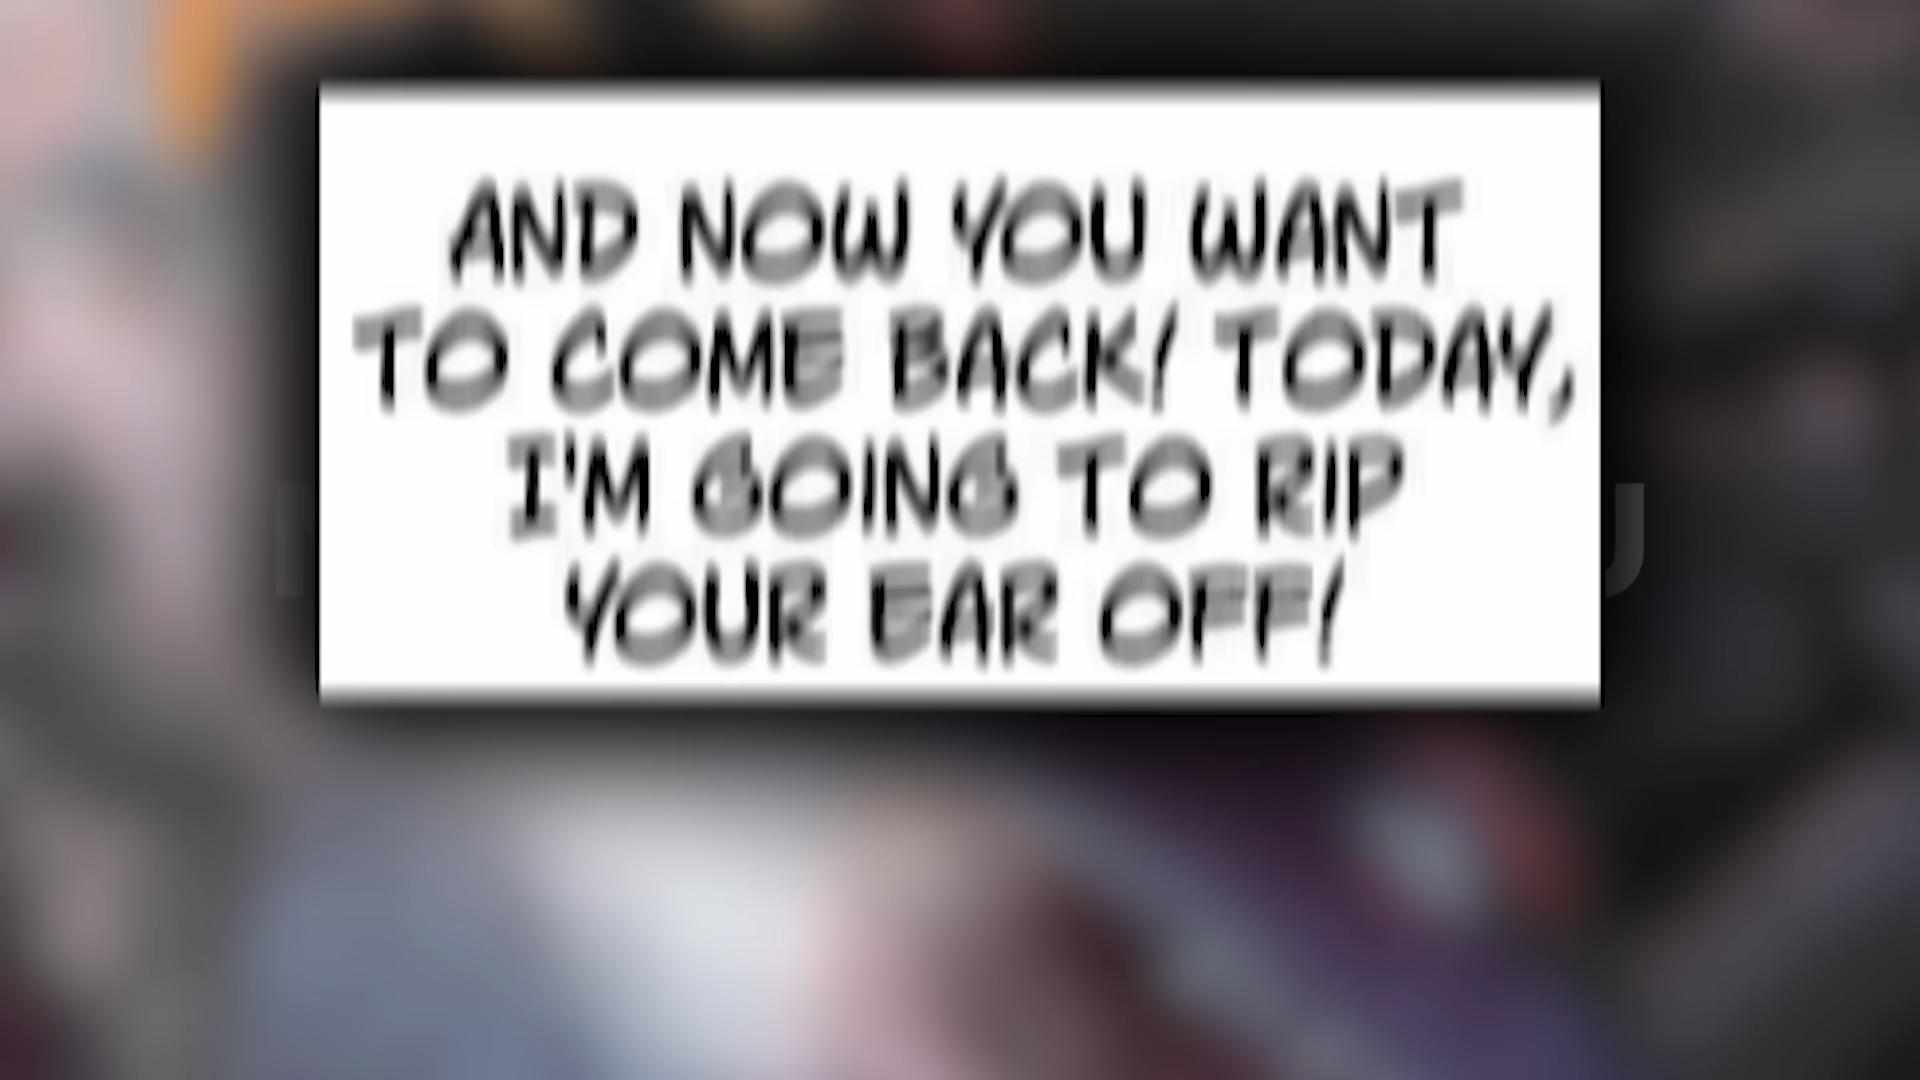 AND NOW YOU WANT
TO COME BACK! TODAY,
I'M GOING TO RIP
YOUR EAR OFF!